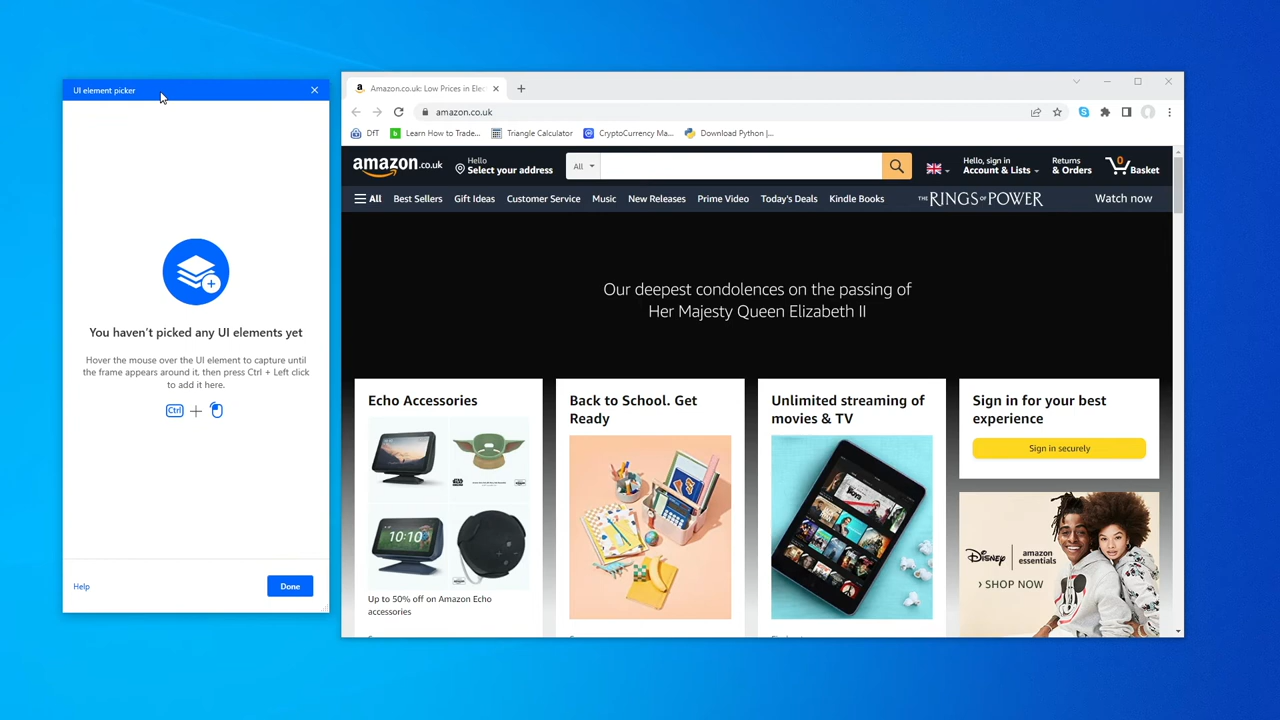 UI element picker
You haven't picked any UI elements yet
Hover the mouse over the UI element to capture until
the frame appears around it, then press Ctrl + Left click
to add it here.
Ctrl
Help
Done
Amazon.co.uk: Low Prices in Elec
amazon.co.uk
DfT
Learn How to Trade...
Triangle Calculator
CryptoCurrency Ma...
Download Python |...
amazon.co.uk
Hello
Select your address
All
Hello, sign in
Account & Lists
Returns
& Orders
0
Basket
All
Best Sellers
Gift Ideas
Customer Service
Music
New Releases
Prime Video
Today's Deals
Kindle Books
THE RINGS OF POWER
Watch now
Our deepest condolences on the passing of
Her Majesty Queen Elizabeth II
Echo Accessories
10:10
Up to 50% off on Amazon Echo
accessories
Back to School. Get
Ready
Unlimited streaming of
movies & TV
Sign in for your best
experience
Sign in securely
Disney
amazon
essentials
› SHOP NOW